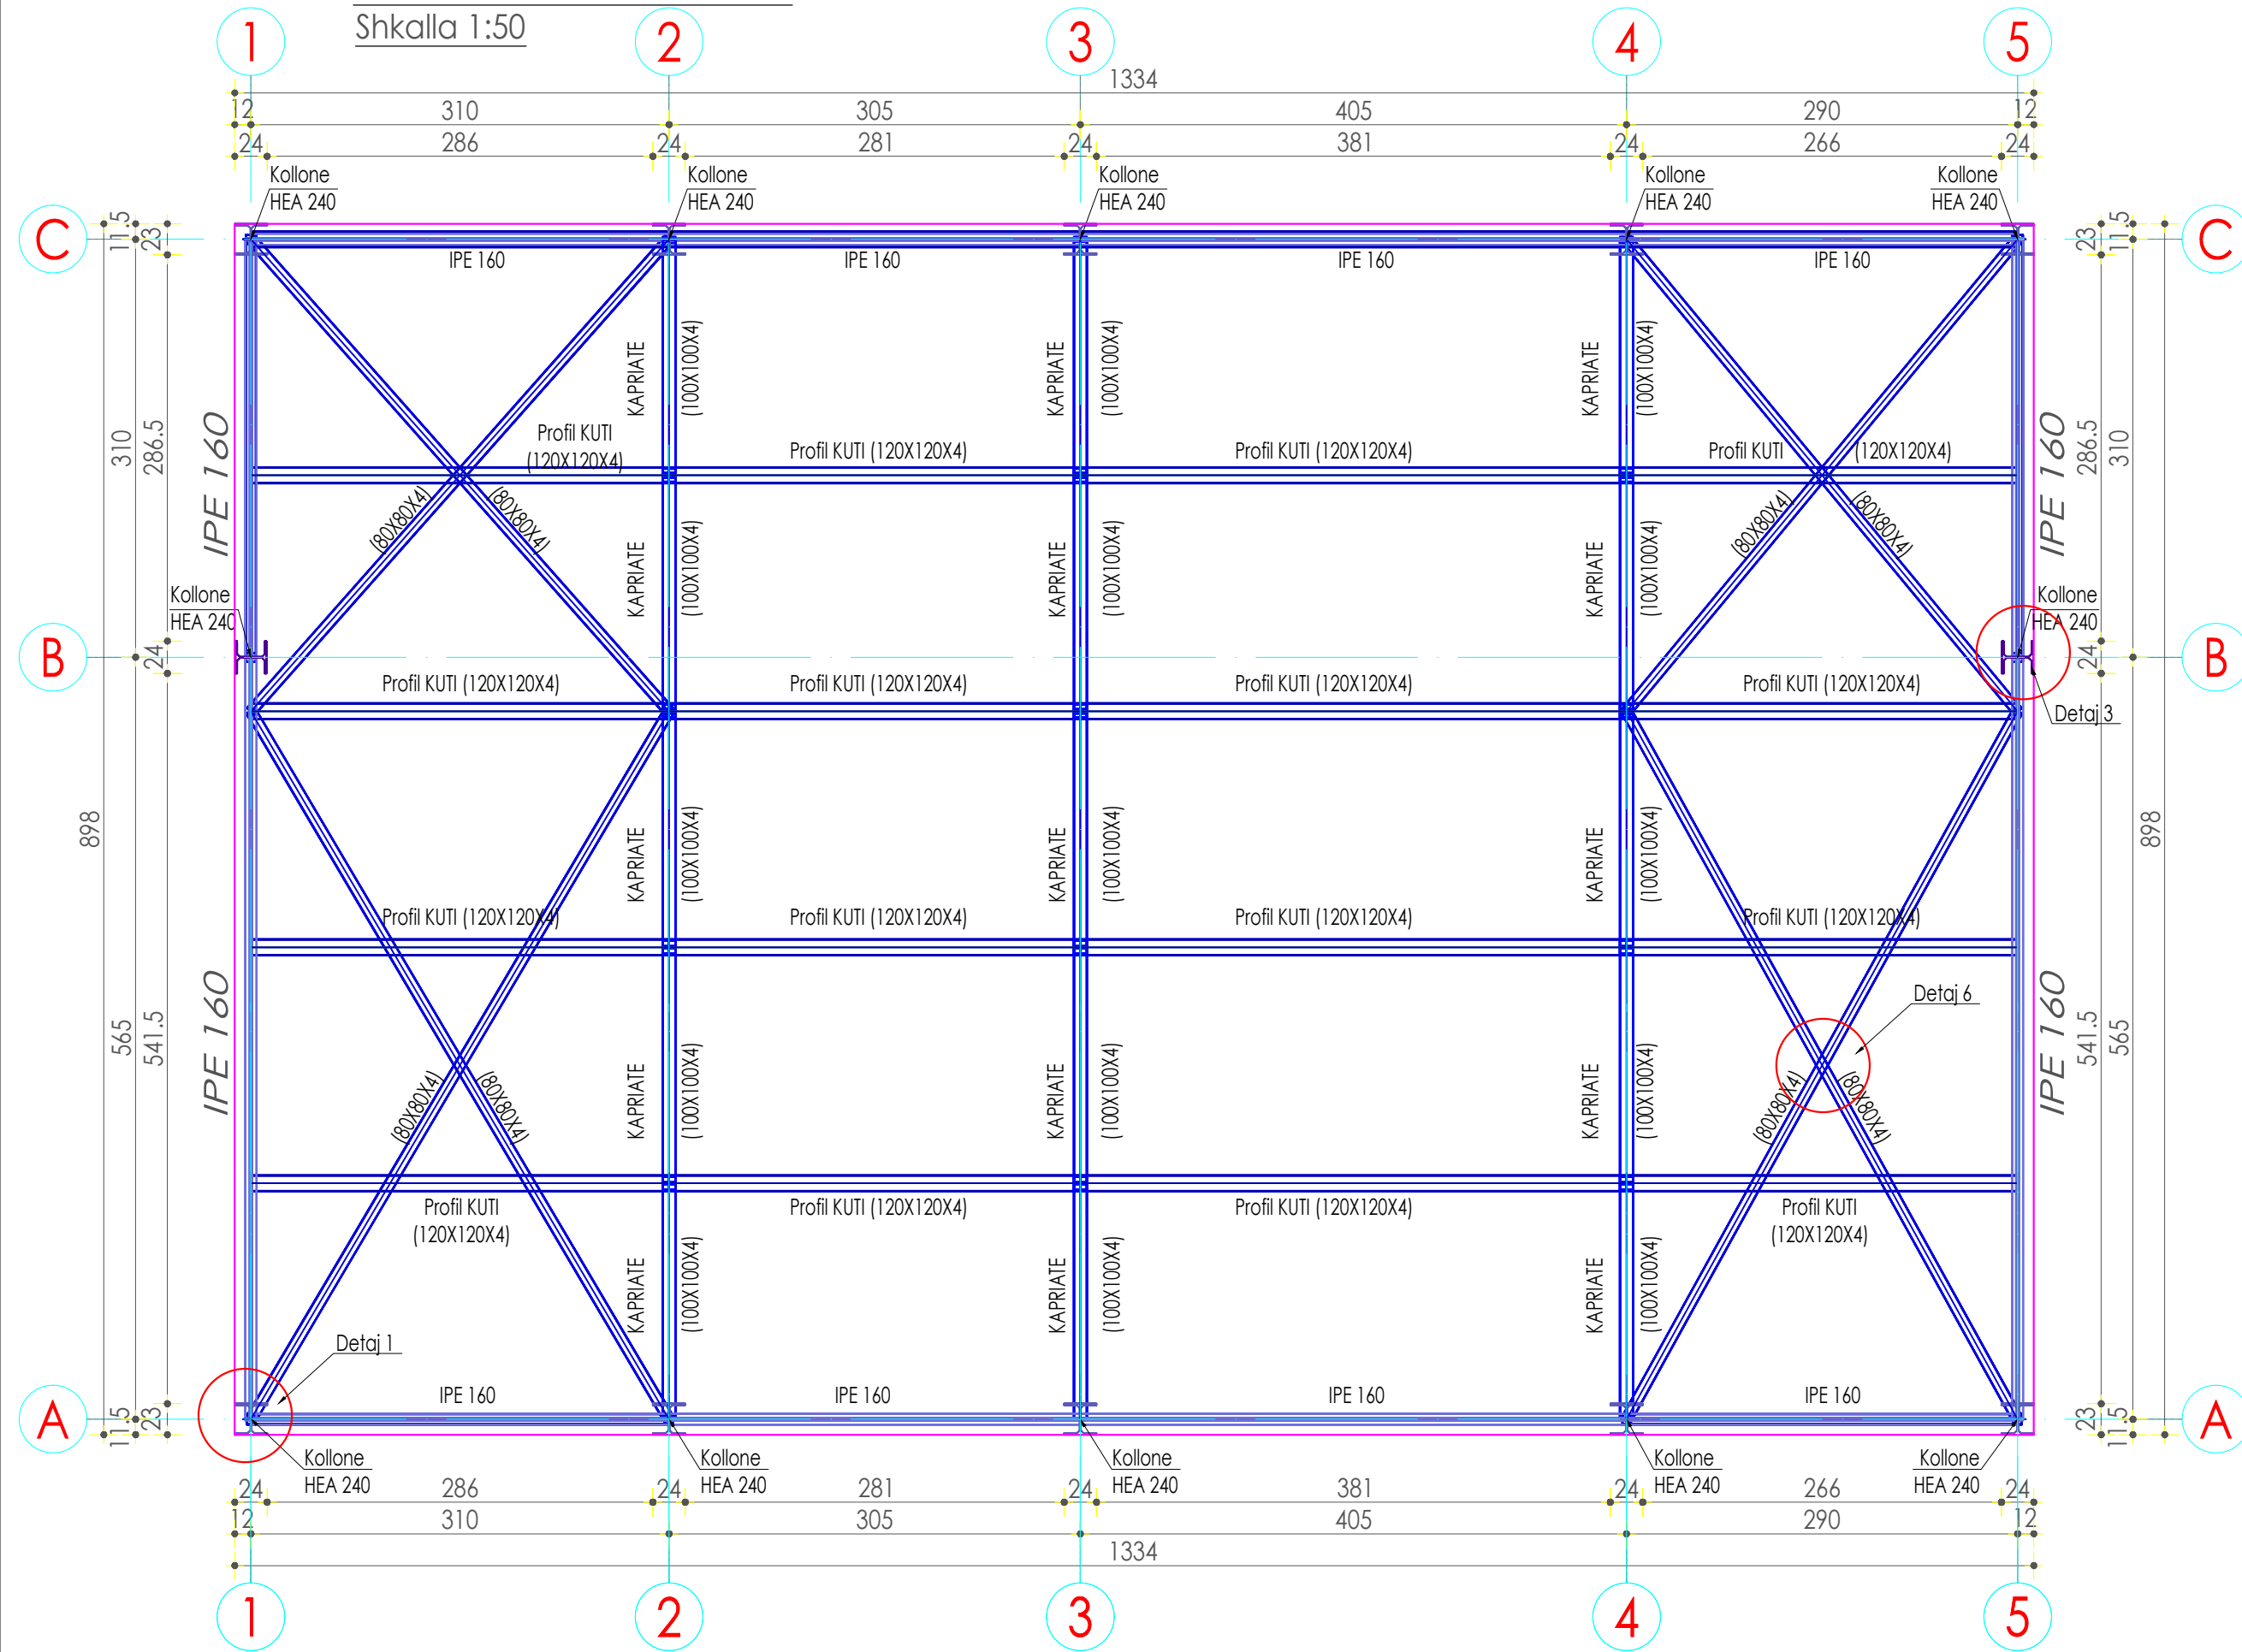 Shkalla 1:50
1 2 3 4 5
1334
12 310 305 405 290 12
24 286 24 281 24 381 24 266 24
Kollone Kollone Kollone Kollone Kollone
HEA 240 HEA 240 HEA 240 HEA 240 HEA 240
C 11.5 23 23 11.5 C
IPE 160 IPE 160 IPE 160 IPE 160
KAPRIATE (100X100X4) KAPRIATE (100X100X4) KAPRIATE (100X100X4)
310 286.5 IPE 160 IPE 160 286.5 310
Profil KUTI
(120X120X4)
Profil KUTI (120X120X4) Profil KUTI (120X120X4) Profil KUTI (120X120X4)
(80X80X4) (80X80X4) (80X80X4) (80X80X4)
KAPRIATE (100X100X4) KAPRIATE (100X100X4) KAPRIATE (100X100X4)
Kollone Kollone
HEA 240 HEA 240
B 24 24 B
Profil KUTI (120X120X4) Profil KUTI (120X120X4) Profil KUTI (120X120X4) Profil KUTI (120X120X4)
Detaj 3
898 898
KAPRIATE (100X100X4) KAPRIATE (100X100X4) KAPRIATE (100X100X4)
Profil KUTI (120X120X4) Profil KUTI (120X120X4) Profil KUTI (120X120X4) Profil KUTI (120X120X4)
Detaj 6
565 541.5 IPE 160 IPE 160 541.5 565
(80X80X4) (80X80X4) (80X80X4) (80X80X4)
KAPRIATE (100X100X4) KAPRIATE (100X100X4) KAPRIATE (100X100X4)
Profil KUTI Profil KUTI (120X120X4) Profil KUTI (120X120X4) Profil KUTI
(120X120X4) (120X120X4)
KAPRIATE (100X100X4) KAPRIATE (100X100X4) KAPRIATE (100X100X4)
Detaj 1
IPE 160 IPE 160 IPE 160 IPE 160
A 11.5 23 23 11.5 A
Kollone Kollone Kollone Kollone Kollone
HEA 240 HEA 240 HEA 240 HEA 240 HEA 240
24 286 24 281 24 381 24 266 24
12 310 305 405 290 12
1334
1 2 3 4 5